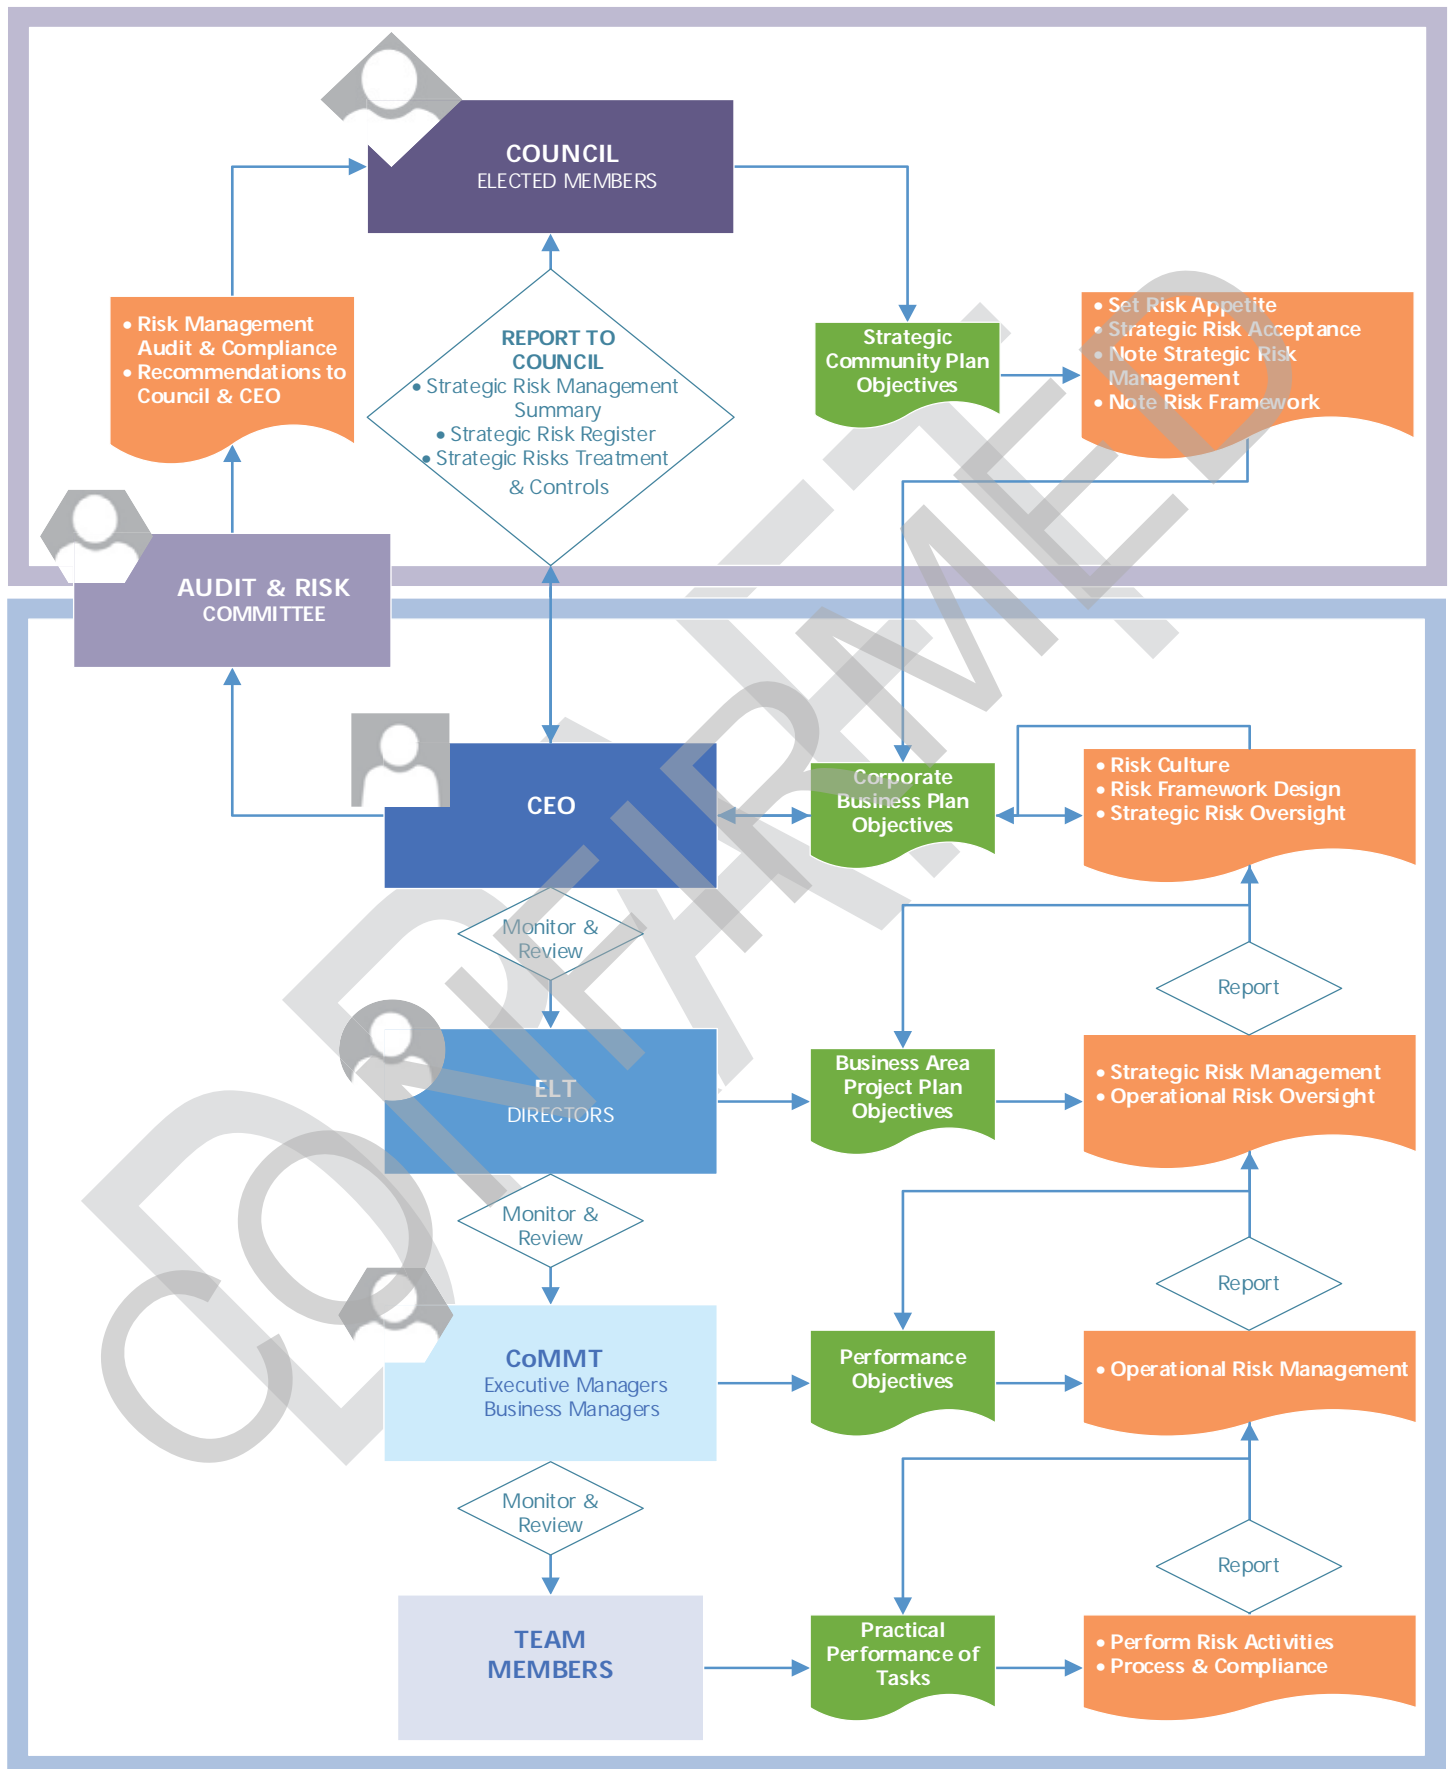 COUNCIL
ELECTED MEMBERS
• Risk Management
Audit & Compliance
• Recommendations to
Council & CEO
REPORT TO
COUNCIL
• Strategic Risk Management
Summary
• Strategic Risk Register
• Strategic Risks Treatment
& Controls
Strategic
Community Plan
Objectives
• Set Risk Appetite
• Strategic Risk Acceptance
• Note Strategic Risk
Management
• Note Risk Framework
AUDIT & RISK
COMMITTEE
CEO
Corporate
Business Plan
Objectives
• Risk Culture
• Risk Framework Design
• Strategic Risk Oversight
Monitor &
Review
Report
ELT
DIRECTORS
Business Area
Project Plan
Objectives
• Strategic Risk Management
• Operational Risk Oversight
Monitor &
Review
Report
CoMMT
Executive Managers
Business Managers
Performance
Objectives
• Operational Risk Management
Monitor &
Review
Report
TEAM
MEMBERS
Practical
Performance of
Tasks
• Perform Risk Activities
• Process & Compliance
DRAFT
CONFIRMED